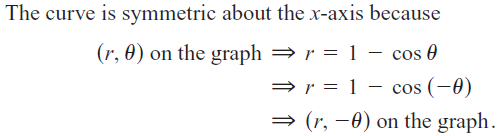 The curve is symmetric about the x-axis because
(r, θ) on the graph ⇒ r = 1 − cos θ
⇒ r = 1 − cos (−θ)
⇒ (r, −θ) on the graph.